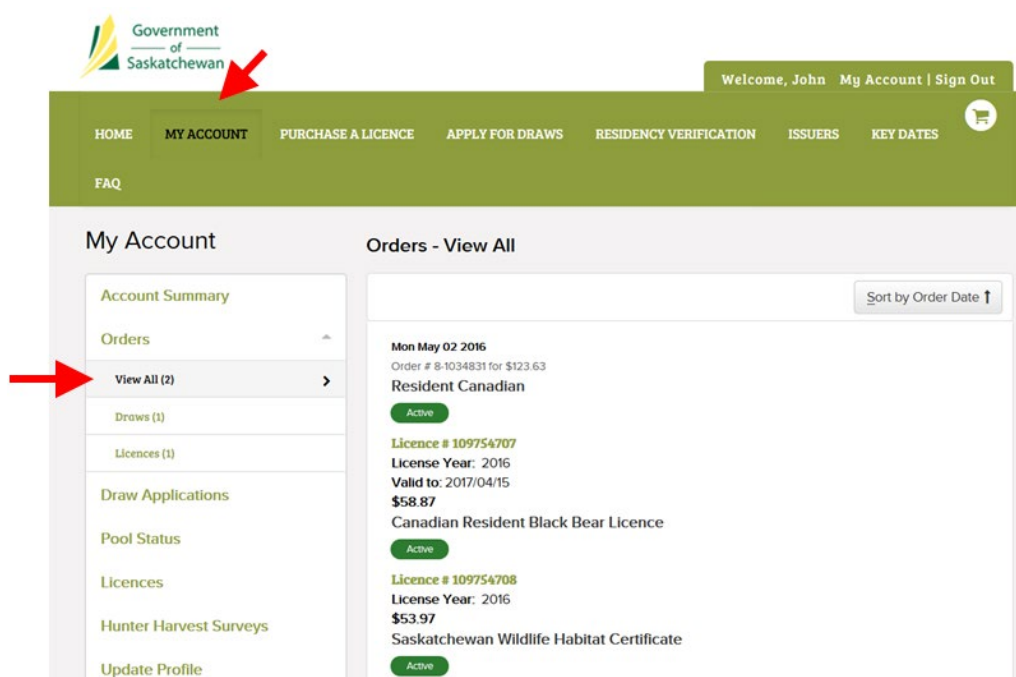 Government
of
Saskatchewan
Welcome, John My Account | Sign Out
HOME MY ACCOUNT PURCHASE A LICENCE APPLY FOR DRAWS RESIDENCY VERIFICATION ISSUERS KEY DATES
FAQ
My Account
Orders - View All
Account Summary
Orders
View All (2)
Draws (1)
Licences (1)
Draw Applications
Pool Status
Licences
Hunter Harvest Surveys
Update Profile
Sort by Order Date
Mon May 02 2016
Order # 8-1034831 for $123.63
Resident Canadian
Active
Licence # 109754707
License Year: 2016
Valid to: 2017/04/15
$58.87
Canadian Resident Black Bear Licence
Active
Licence # 109754708
License Year: 2016
$53.97
Saskatchewan Wildlife Habitat Certificate
Active